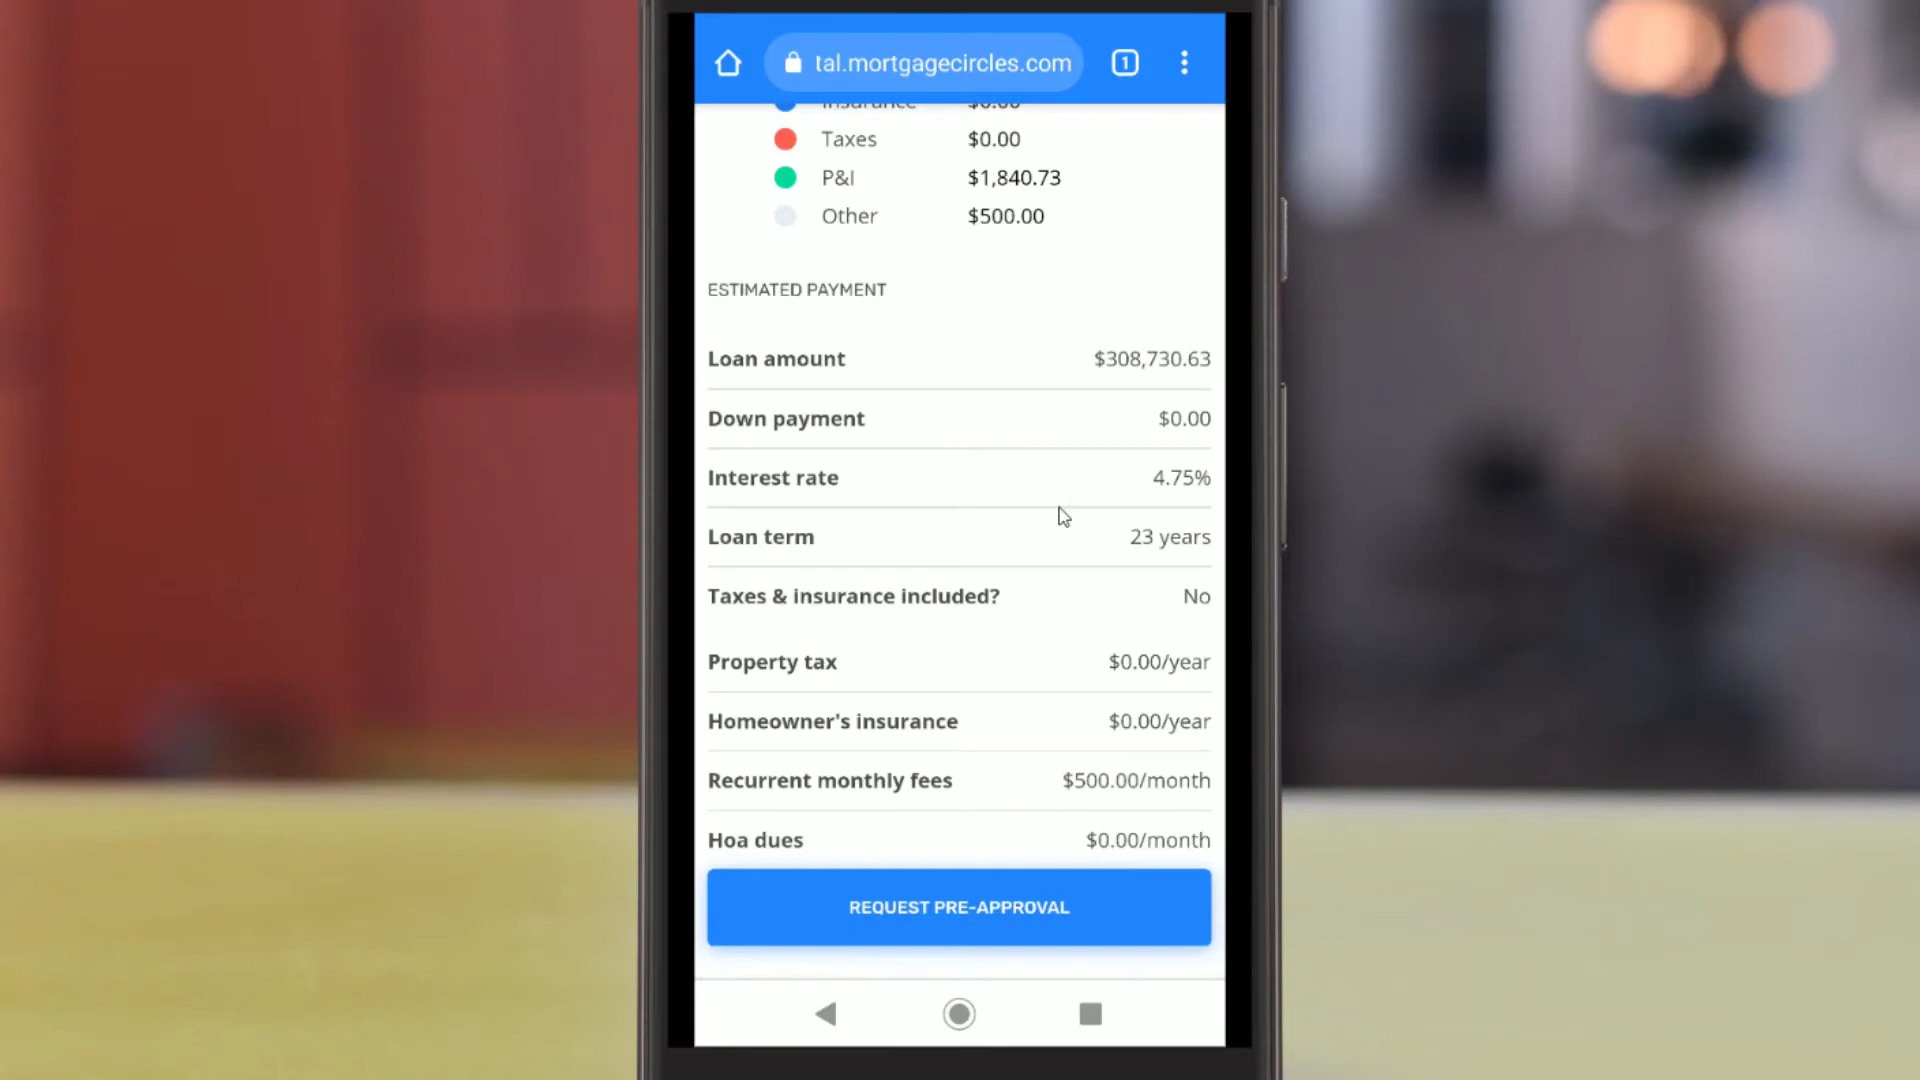 tal.mortgagecircles.com 1
Insurance $0.00
Taxes $0.00
P&I $1,840.73
Other $500.00
ESTIMATED PAYMENT
Loan amount $308,730.63
Down payment $0.00
Interest rate 4.75%
Loan term 23 years
Taxes & insurance included? No
Property tax $0.00/year
Homeowner's insurance $0.00/year
Recurrent monthly fees $500.00/month
Hoa dues $0.00/month
REQUEST PRE-APPROVAL